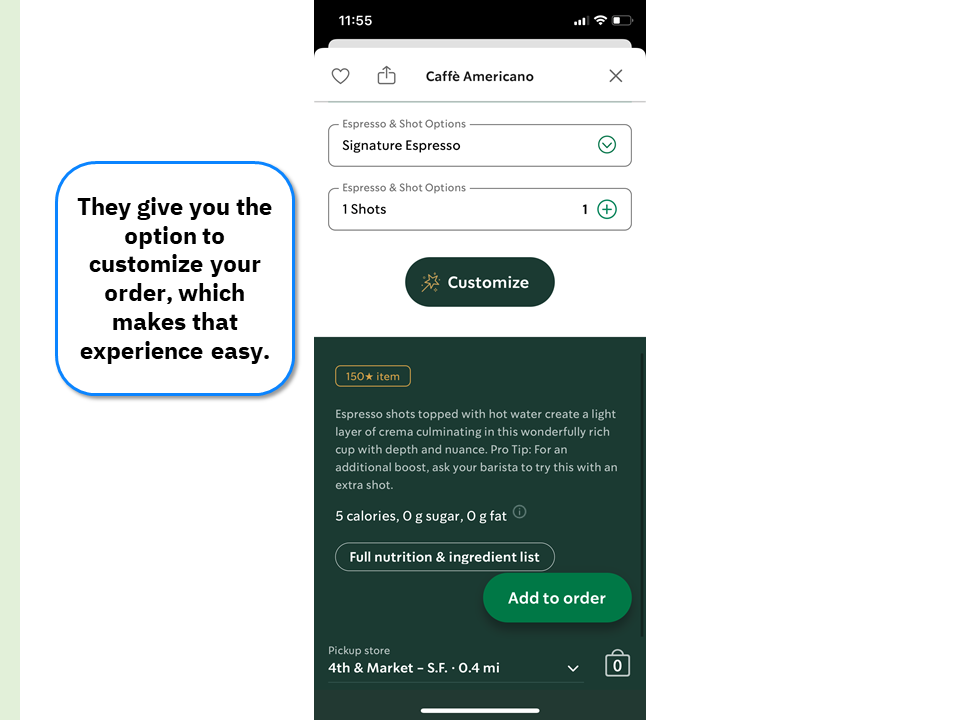 11:55
Caffè Americano
Espresso & Shot Options
Signature Espresso
Espresso & Shot Options
1 Shots 1
Customize
They give you the
option to
customize your
order, which
makes that
experience easy.
150★ item
Espresso shots topped with hot water create a light
layer of crema culminating in this wonderfully rich
cup with depth and nuance. Pro Tip: For an
additional boost, ask your barista to try this with an
extra shot.
5 calories, 0 g sugar, 0 g fat
Full nutrition & ingredient list
Add to order
Pickup store
4th & Market – S.F. · 0.4 mi
0